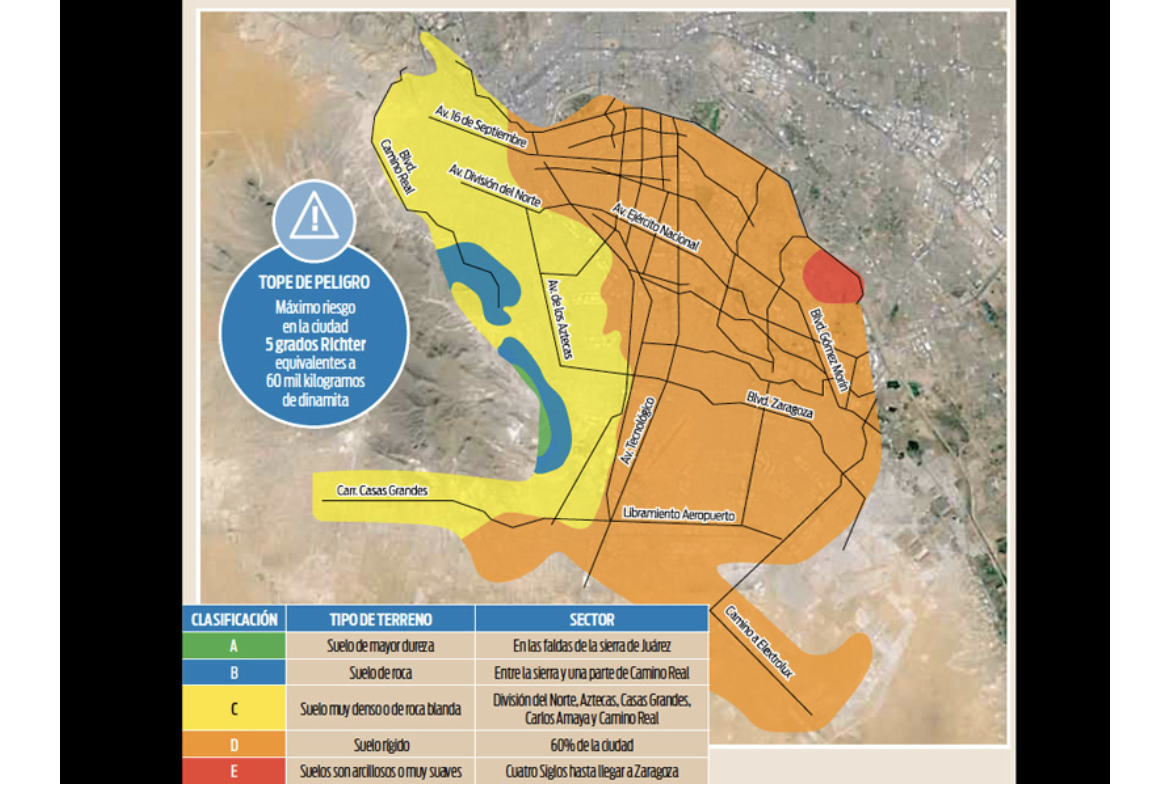 Av. 16 de Septiembre
Blvd.
Camino Real
Av. División del Norte
Av. Ejército Nacional
!
TOPE DE PELIGRO
Máximo riesgo
en la ciudad
5 grados Richter
equivalentes a
60 mil kilogramos
de dinamita
Av. de los Aztecas
Blvd. Gómez Morín
Blvd. Zaragoza
Av. Tecnológico
Carr. Casas Grandes
Libramiento Aeropuerto
Camino a Elextrolux
CLASIFICACIÓN TIPO DE TERRENO SECTOR
A Suelo de mayor dureza En las faldas de la sierra de Juárez
B Suelo de roca Entre la sierra y una parte de Camino Real
C Suelo muy denso o de roca blanda División del Norte, Aztecas, Casas Grandes,
Carlos Amaya y Camino Real
D Suelo rígido 60% de la ciudad
E Suelos son arcillosos o muy suaves Cuatro Siglos hasta llegar a Zaragoza